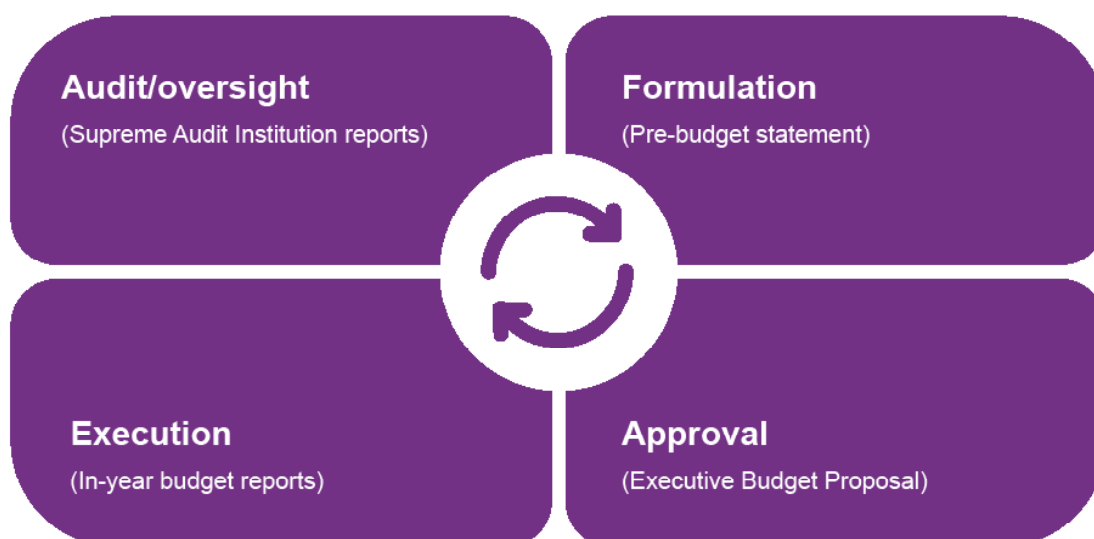 Audit/oversight
(Supreme Audit Institution reports)
Formulation
(Pre-budget statement)
Execution
(In-year budget reports)
Approval
(Executive Budget Proposal)